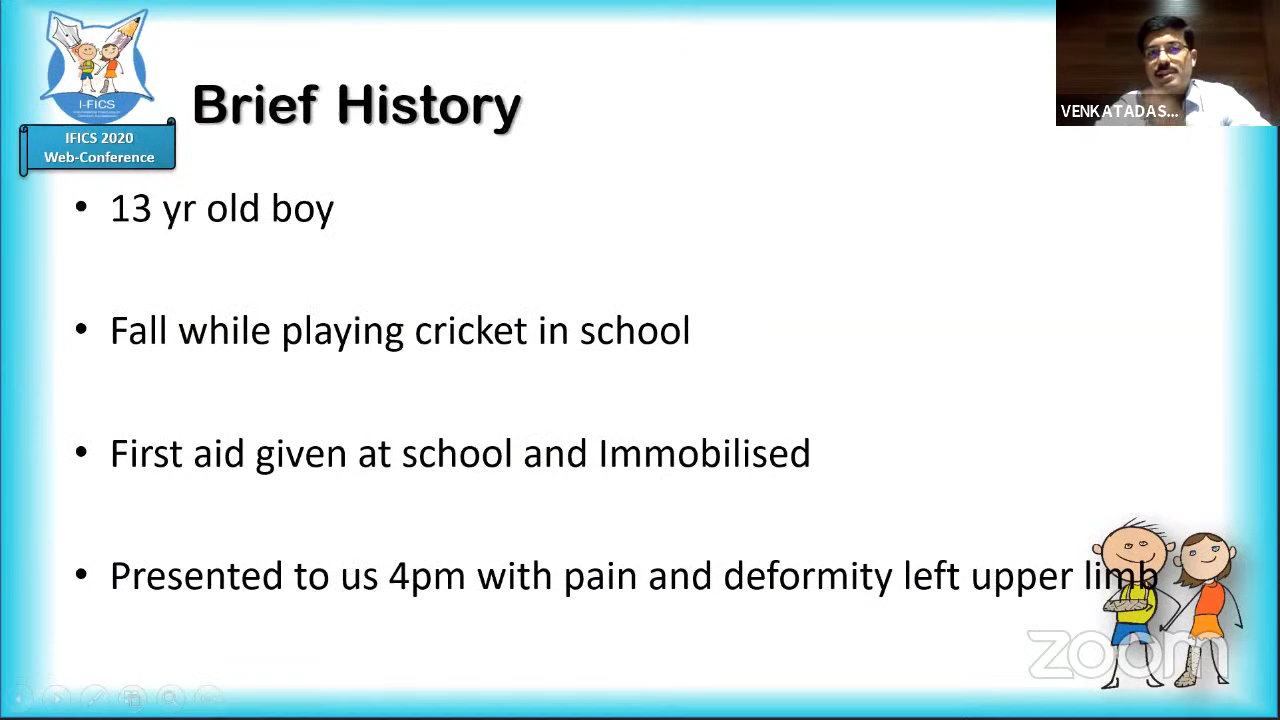 I-FICS
IFICS 2020
Web-Conference
Brief History
VENKATADAS...
• 13 yr old boy
• Fall while playing cricket in school
• First aid given at school and Immobilised
• Presented to us 4pm with pain and deformity left upper limb
zoom